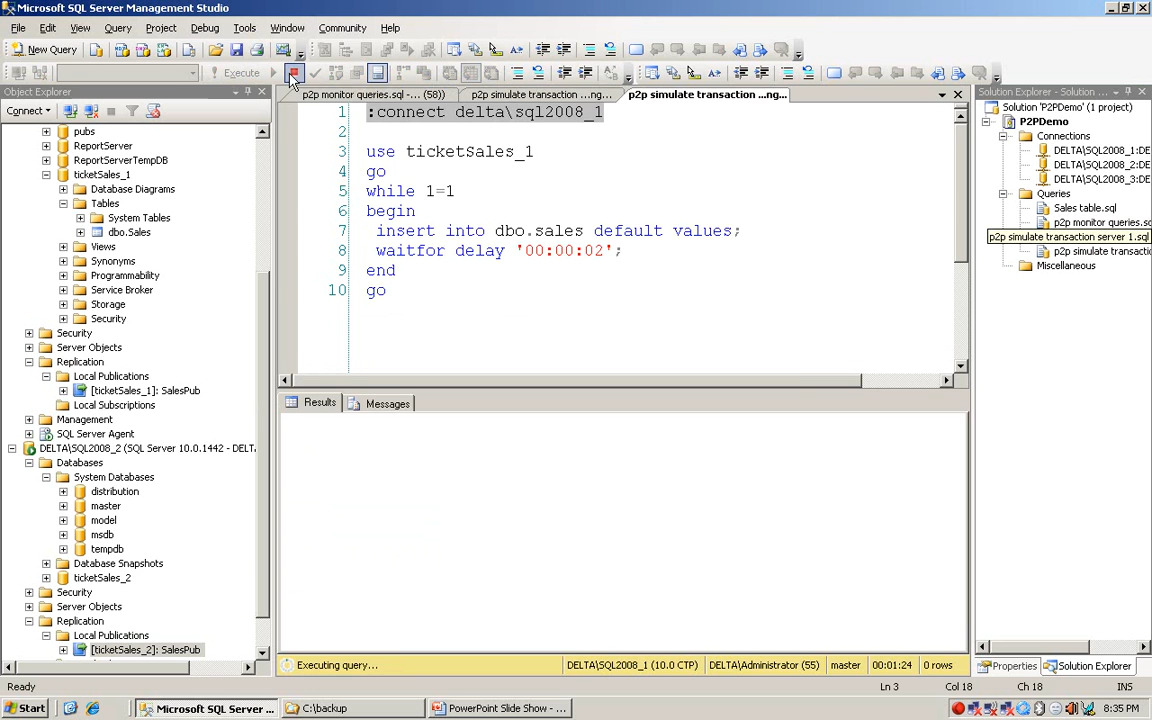 Microsoft SQL Server Management Studio
File Edit View Query Project Debug Tools Window Community Help
New Query
Execute
Object Explorer
p2p monitor queries.sql -... (58))
p2p simulate transaction ...ng...
p2p simulate transaction ...ng...
Connect
pubs
ReportServer
ReportServerTempDB
ticketSales_1
Database Diagrams
Tables
System Tables
dbo.Sales
Views
Synonyms
Programmability
Service Broker
Storage
Security
Security
Server Objects
Replication
Local Publications
[ticketSales_1]: SalesPub
Local Subscriptions
Management
SQL Server Agent
DELTA\SQL2008_2 (SQL Server 10.0.1442 - DELT
Databases
System Databases
distribution
master
model
msdb
tempdb
Database Snapshots
ticketSales_2
Security
Server Objects
Replication
Local Publications
[ticketSales_2]: SalesPub
1 :connect delta\sql2008_1
2
3 use ticketSales_1
4 go
5 while 1=1
6 begin
7 insert into dbo.sales default values;
8 waitfor delay '00:00:02';
9 end
10 go
Results
Messages
Executing query...
DELTA\SQL2008_1 (10.0 CTP)
DELTA\Administrator (55)
master
00:01:24
0 rows
Solution Explorer - P2PDemo...
Solution 'P2PDemo' (1 project)
P2PDemo
Connections
DELTA\SQL2008_1:DE
DELTA\SQL2008_2:DE
DELTA\SQL2008_3:DE
Queries
Sales table.sql
p2p monitor queries.sc
p2p simulate transaction server 1.sql
p2p simulate transactic
Miscellaneous
Properties
Solution Explorer
Ready
Ln 3
Col 18
Ch 18
INS
Start
Microsoft SQL Server ...
C:\backup
PowerPoint Slide Show - ...
8:35 PM